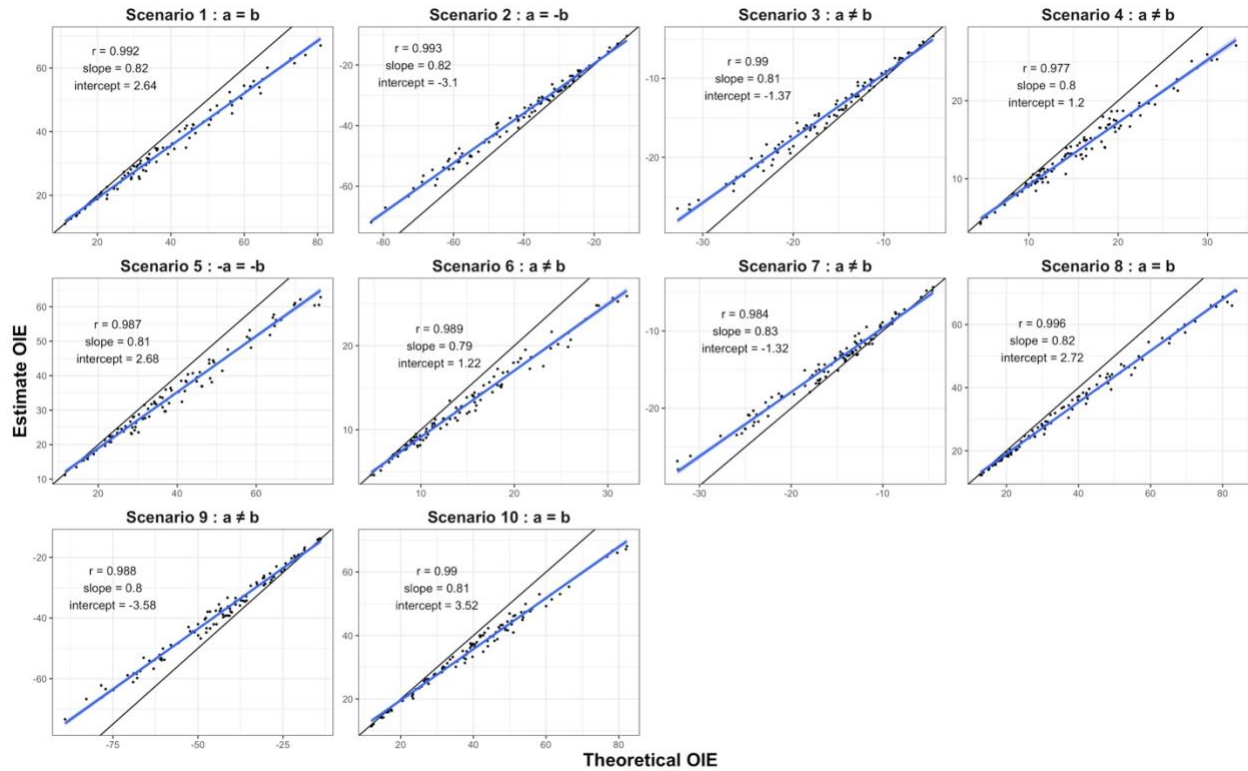 Scenario 1 : a = b
r = 0.992
slope = 0.82
intercept = 2.64
60
40
20
20
40
60
80
Scenario 2 : a = -b
r = 0.993
slope = 0.82
intercept = -3.1
-20
-40
-60
-80
-60
-40
-20
Scenario 3 : a ≠ b
r = 0.99
slope = 0.81
intercept = -1.37
-10
-20
-30
-20
-10
Scenario 4 : a ≠ b
r = 0.977
slope = 0.8
intercept = 1.2
20
10
10
20
30
Estimate OIE
Scenario 5 : -a = -b
r = 0.987
slope = 0.81
intercept = 2.68
60
50
40
30
20
10
20
40
60
Scenario 6 : a ≠ b
r = 0.989
slope = 0.79
intercept = 1.22
20
10
10
20
30
Scenario 7 : a ≠ b
r = 0.984
slope = 0.83
intercept = -1.32
-10
-20
-30
-20
-10
Scenario 8 : a = b
r = 0.996
slope = 0.82
intercept = 2.72
60
40
20
20
40
60
80
Scenario 9 : a ≠ b
r = 0.988
slope = 0.8
intercept = -3.58
-20
-40
-60
-75
-50
-25
Scenario 10 : a = b
r = 0.99
slope = 0.81
intercept = 3.52
60
40
20
20
40
60
80
Theoretical OIE